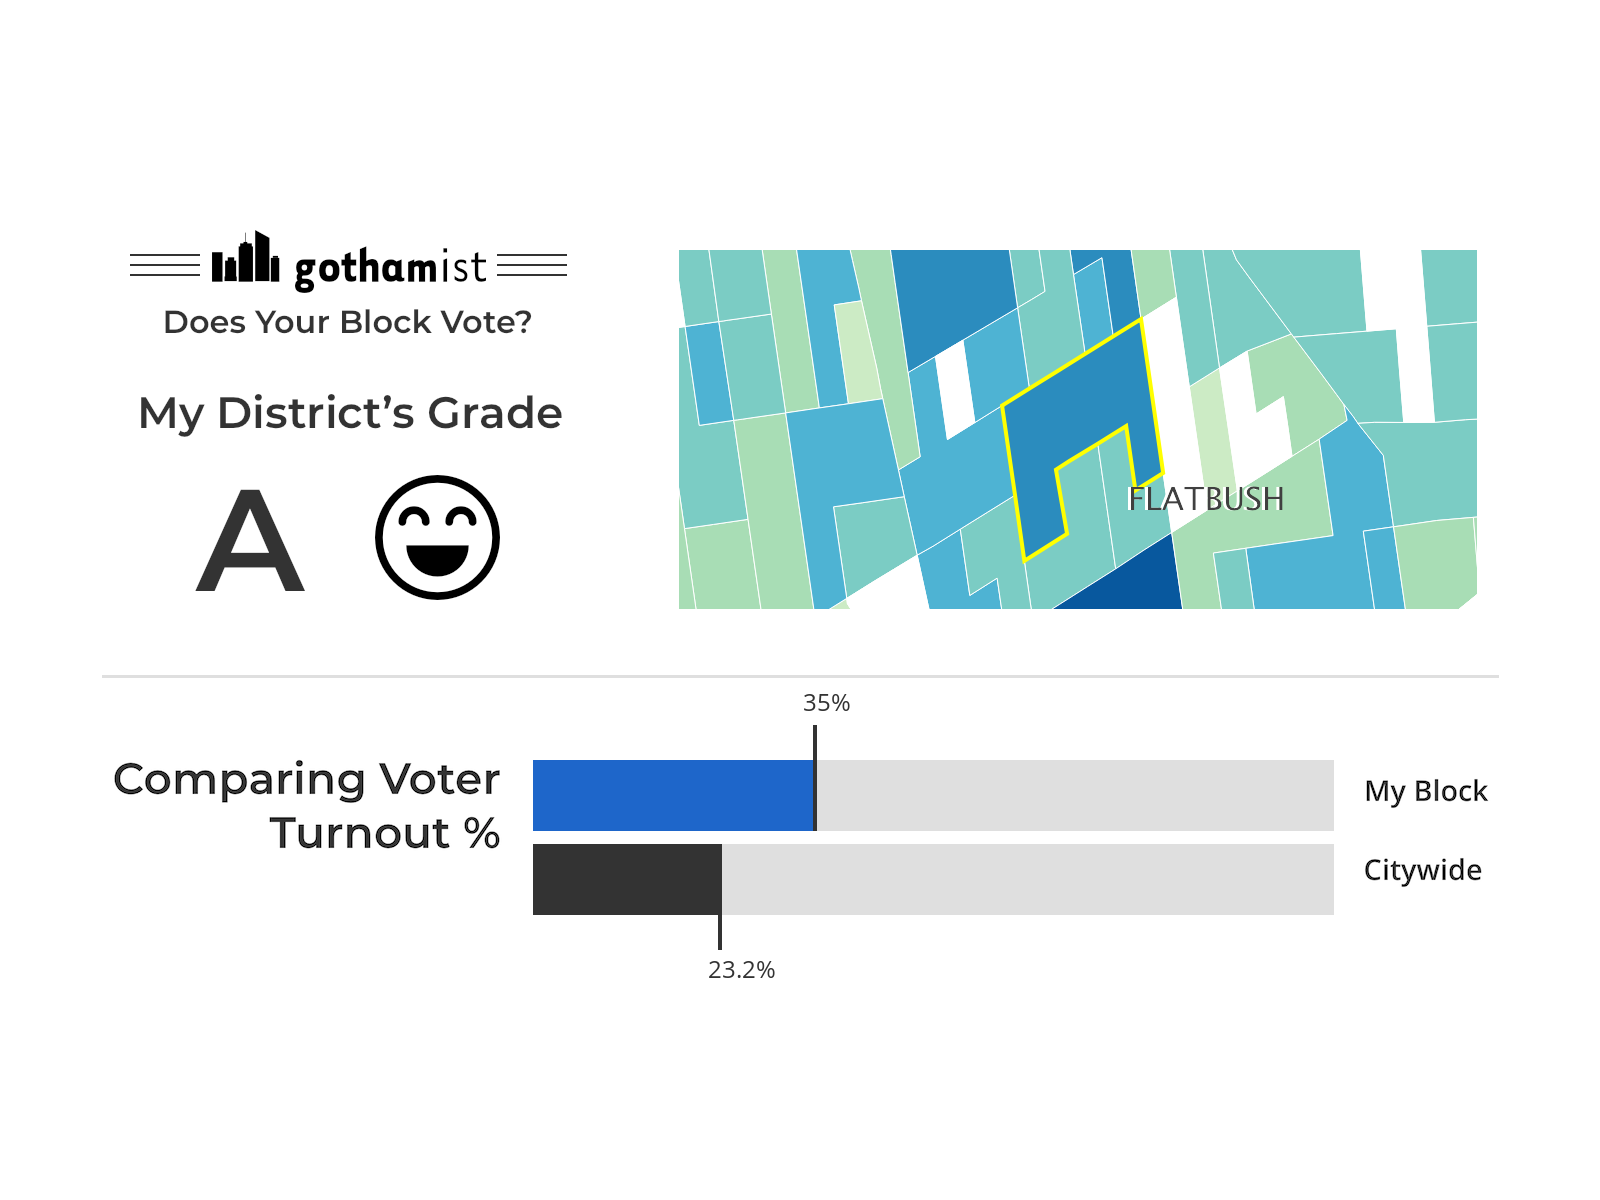 gothamist
Does Your Block Vote?
My District’s Grade
A
FLATBUSH
35%
Comparing Voter
Turnout %
My Block
Citywide
23.2%